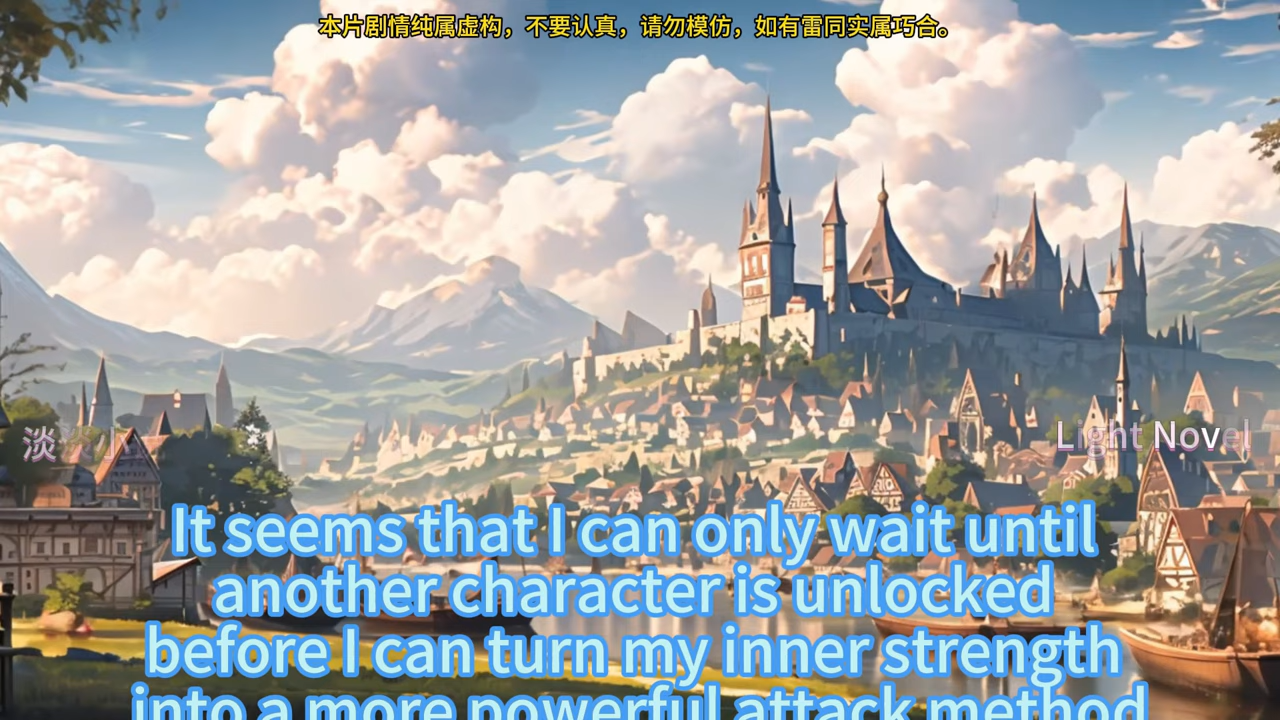 本片剧情纯属虚构，不要认真，请勿模仿，如有雷同实属巧合。
淡淡小
Light Novel
It seems that I can only wait until
another character is unlocked
before I can turn my inner strength
into a more powerful attack method